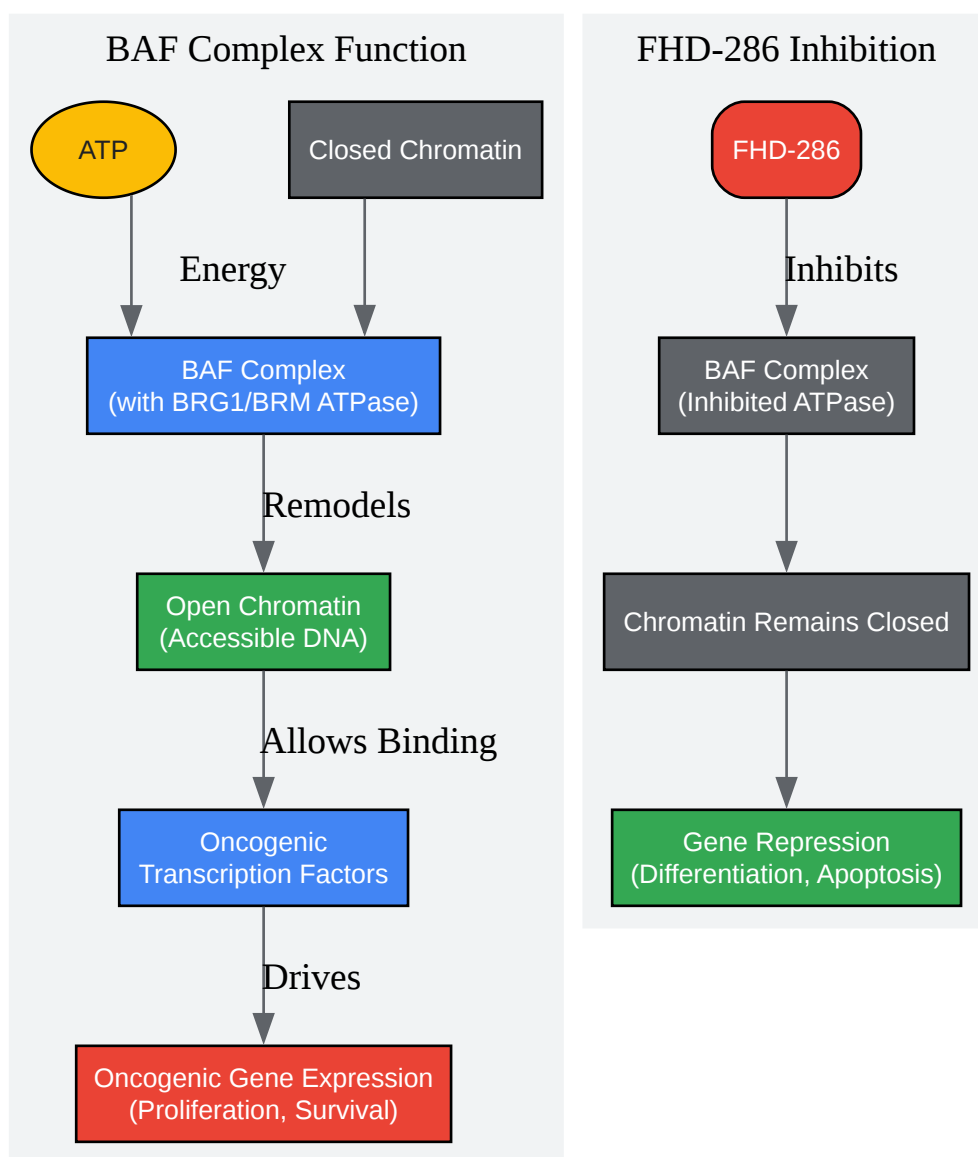 BAF Complex Function
ATP
Closed Chromatin
Energy
BAF Complex
(with BRG1/BRM ATPase)
Remodels
Open Chromatin
(Accessible DNA)
Allows Binding
Oncogenic
Transcription Factors
Drives
Oncogenic Gene Expression
(Proliferation, Survival)
FHD-286 Inhibition
FHD-286
Inhibits
BAF Complex
(Inhibited ATPase)
Chromatin Remains Closed
Gene Repression
(Differentiation, Apoptosis)